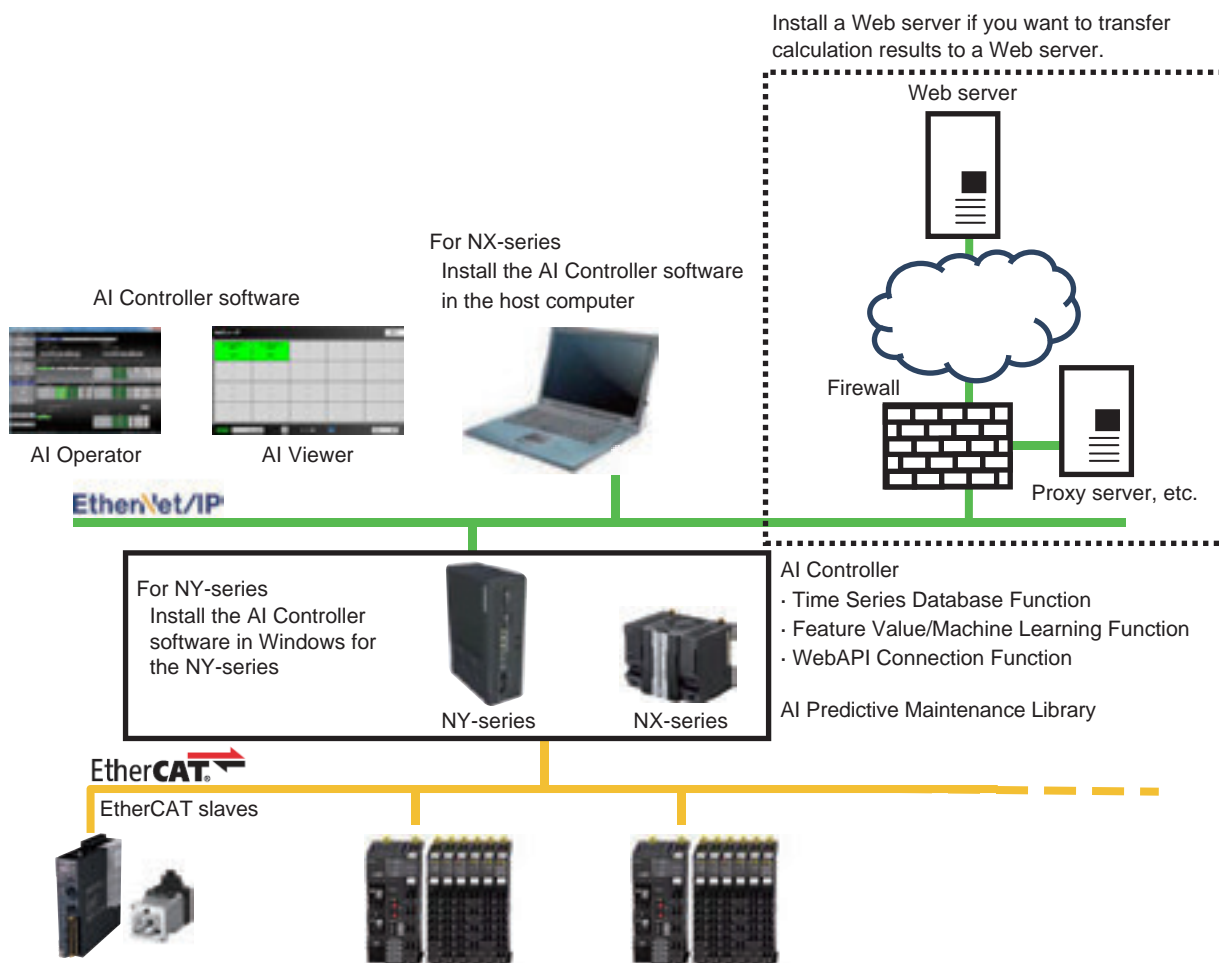 Install a Web server if you want to transfer
calculation results to a Web server.
Web server
For NX-series
Install the AI Controller software
in the host computer
AI Controller software
Firewall
AI Operator
AI Viewer
Proxy server, etc.
EtherNet/IP
For NY-series
Install the AI Controller
software in Windows for
the NY-series
NY-series
NX-series
AI Controller
· Time Series Database Function
· Feature Value/Machine Learning Function
· WebAPI Connection Function
AI Predictive Maintenance Library
EtherCAT®
EtherCAT slaves